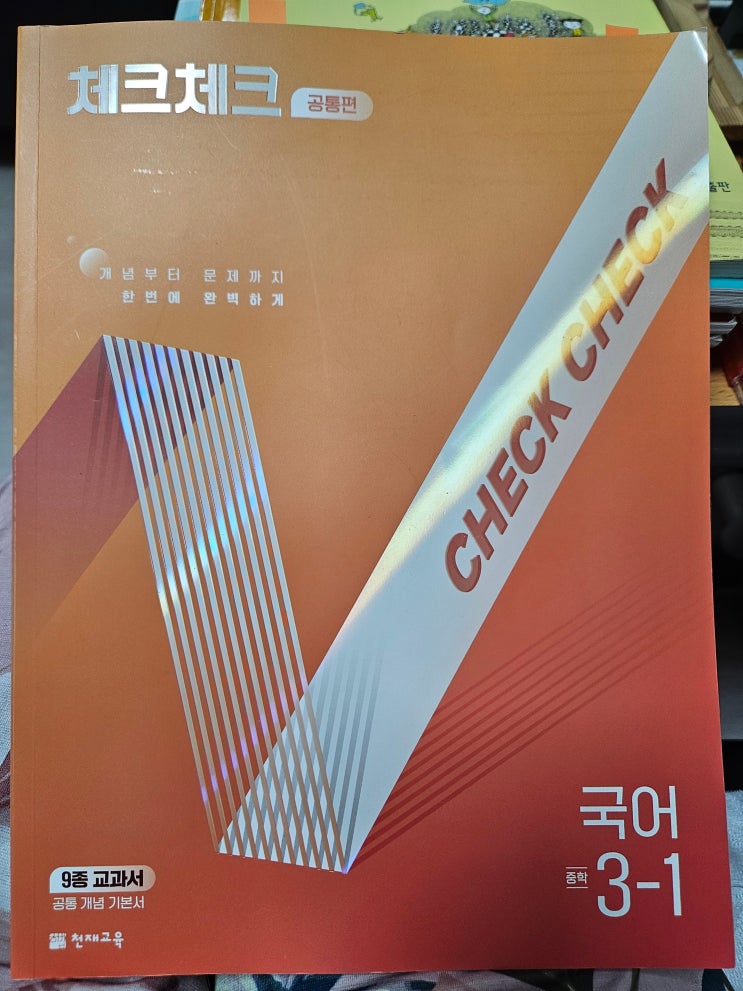 체크체크 공통편
개념부터 문제까지
한번에 완벽하게
CHECK CHECK
국어
중학 3-1
9종 교과서
공통 개념 기본서
천재교육
출판